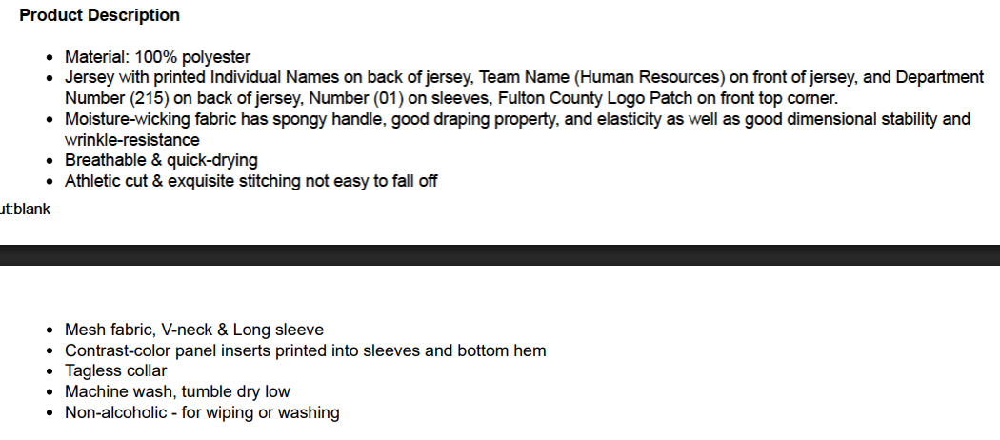 Product Description
• Material: 100% polyester
• Jersey with printed Individual Names on back of jersey, Team Name (Human Resources) on front of jersey, and Department
Number (215) on back of jersey, Number (01) on sleeves, Fulton County Logo Patch on front top corner.
• Moisture-wicking fabric has spongy handle, good draping property, and elasticity as well as good dimensional stability and
wrinkle-resistance
• Breathable & quick-drying
• Athletic cut & exquisite stitching not easy to fall off
ut:blank
• Mesh fabric, V-neck & Long sleeve
• Contrast-color panel inserts printed into sleeves and bottom hem
• Tagless collar
• Machine wash, tumble dry low
• Non-alcoholic - for wiping or washing